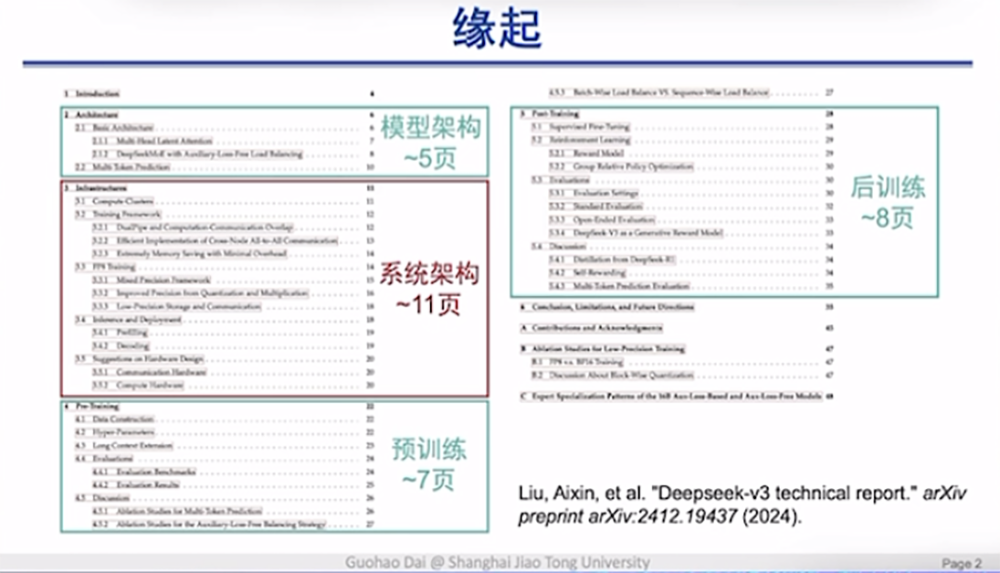 缘起
1 Introduction 4
2 Architecture 6
2.1 Basic Architecture 6
2.1.1 Multi-Head Latent Attention 7
2.1.2 DeepSeekMoE with Auxiliary-Loss-Free Load Balancing 8
2.2 Multi-Token Prediction 10
模型架构
~5页
3 Infrastructures 11
3.1 Compute Clusters 11
3.2 Training Framework 12
3.2.1 DualPipe and Computation-Communication Overlap 12
3.2.2 Efficient Implementation of Cross-Node All-to-All Communication 13
3.2.3 Extremely Memory Saving with Minimal Overhead 14
3.3 FP8 Training 14
3.3.1 Mixed Precision Framework 15
3.3.2 Improved Precision from Quantization and Multiplication 16
3.3.3 Low-Precision Storage and Communication 18
3.4 Inference and Deployment 18
3.4.1 Prefilling 19
3.4.2 Decoding 19
3.5 Suggestions on Hardware Design 20
3.5.1 Communication Hardware 20
3.5.2 Compute Hardware 20
系统架构
~11页
4 Pre-Training 22
4.1 Data Construction 22
4.2 Hyper-Parameters 22
4.3 Long Context Extension 23
4.4 Evaluations 24
4.4.1 Evaluation Benchmarks 24
4.4.2 Evaluation Results 25
4.5 Discussion 26
4.5.1 Ablation Studies for Multi-Token Prediction 26
4.5.2 Ablation Studies for the Auxiliary-Loss-Free Balancing Strategy 27
预训练
~7页
4.5.3 Batch-Wise Load Balance VS. Sequence-Wise Load Balance 27
5 Post-Training 28
5.1 Supervised Fine-Tuning 28
5.2 Reinforcement Learning 29
5.2.1 Reward Model 29
5.2.2 Group Relative Policy Optimization 30
5.3 Evaluations 30
5.3.1 Evaluation Settings 30
5.3.2 Standard Evaluation 32
5.3.3 Open-Ended Evaluation 33
5.3.4 DeepSeek-V3 as a Generative Reward Model 33
5.4 Discussion 34
5.4.1 Distillation from DeepSeek-R1 34
5.4.2 Self-Rewarding 34
5.4.3 Multi-Token Prediction Evaluation 35
后训练
~8页
6 Conclusion, Limitations, and Future Directions 35
A Contributions and Acknowledgments 45
B Ablation Studies for Low-Precision Training 47
B.1 FP8 v.s. BF16 Training 47
B.2 Discussion About Block-Wise Quantization 47
C Expert Specialization Patterns of the 16B Aux-Loss-Based and Aux-Loss-Free Models 48
Liu, Aixin, et al. "Deepseek-v3 technical report." arXiv
preprint arXiv:2412.19437 (2024).
Guohao Dai @ Shanghai Jiao Tong University
Page 2